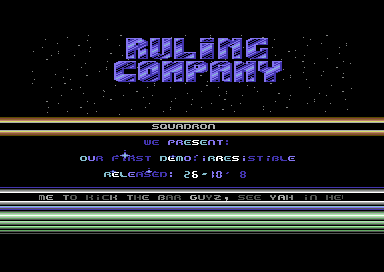 RULING
COMPANY
SQUADRON
WE PRESENT:
OUR FIRST DEMO:IRRESISTIBLE
RELEASED: 26-10- 8
ME TO KICK THE BAR GUYZ, SEE YAH IN HE